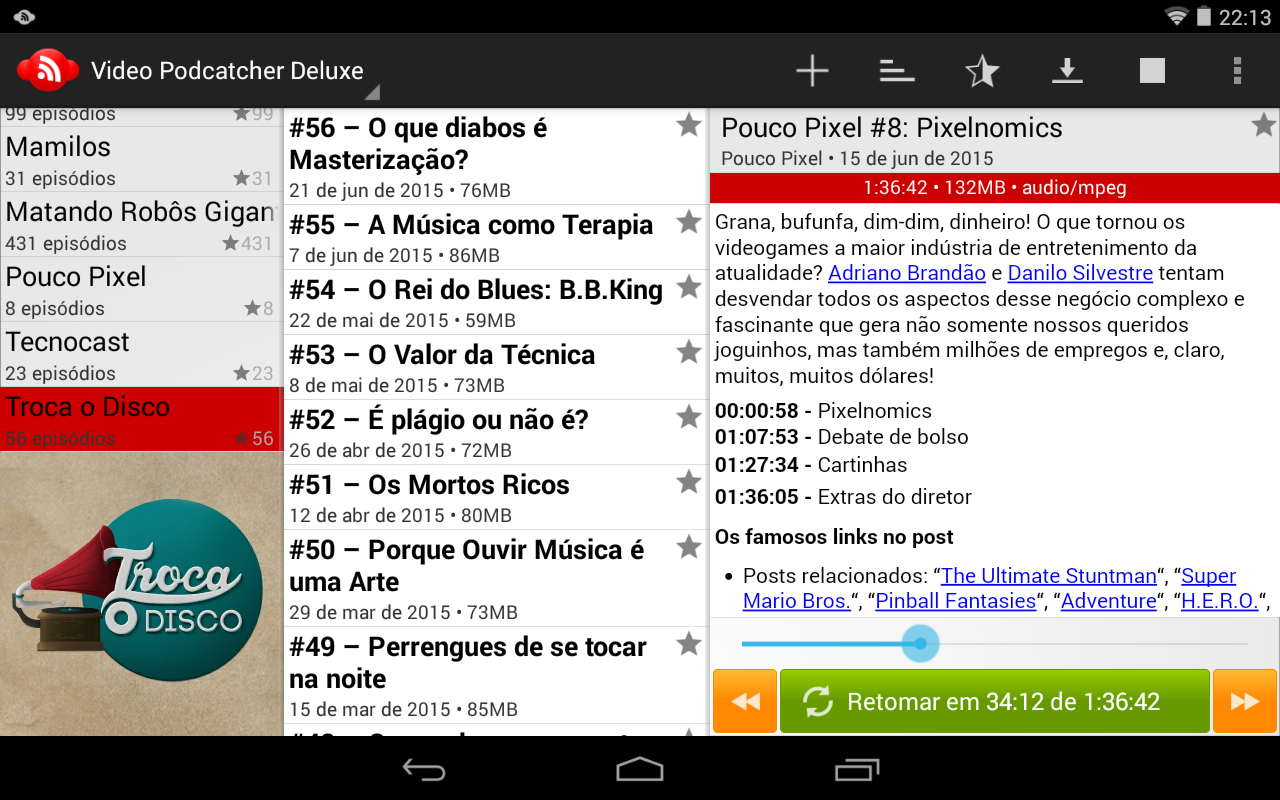 22:13
Video Podcatcher Deluxe
99 episódios
99
Mamilos
31 episódios
31
Matando Robôs Gigan
431 episódios
431
Pouco Pixel
8 episódios
8
Tecnocast
23 episódios
23
Troca o Disco
56 episódios
56
Troca
O DISCO
#56 – O que diabos é
Masterização?
21 de jun de 2015 • 76MB
#55 – A Música como Terapia
7 de jun de 2015 • 86MB
#54 – O Rei do Blues: B.B.King
22 de mai de 2015 • 59MB
#53 – O Valor da Técnica
8 de mai de 2015 • 73MB
#52 – É plágio ou não é?
26 de abr de 2015 • 72MB
#51 – Os Mortos Ricos
12 de abr de 2015 • 80MB
#50 – Porque Ouvir Música é
uma Arte
29 de mar de 2015 • 73MB
#49 – Perrengues de se tocar
na noite
15 de mar de 2015 • 85MB
Pouco Pixel #8: Pixelnomics
Pouco Pixel • 15 de jun de 2015
1:36:42 • 132MB • audio/mpeg
Grana, bufunfa, dim-dim, dinheiro! O que tornou os
videogames a maior indústria de entretenimento da
atualidade? Adriano Brandão e Danilo Silvestre tentam
desvendar todos os aspectos desse negócio complexo e
fascinante que gera não somente nossos queridos
joguinhos, mas também milhões de empregos e, claro,
muitos, muitos dólares!
00:00:58 - Pixelnomics
01:07:53 - Debate de bolso
01:27:34 - Cartinhas
01:36:05 - Extras do diretor
Os famosos links no post
• Posts relacionados: “The Ultimate Stuntman“, “Super
Mario Bros.“, “Pinball Fantasies“, “Adventure“, “H.E.R.O.“,
Retomar em 34:12 de 1:36:42